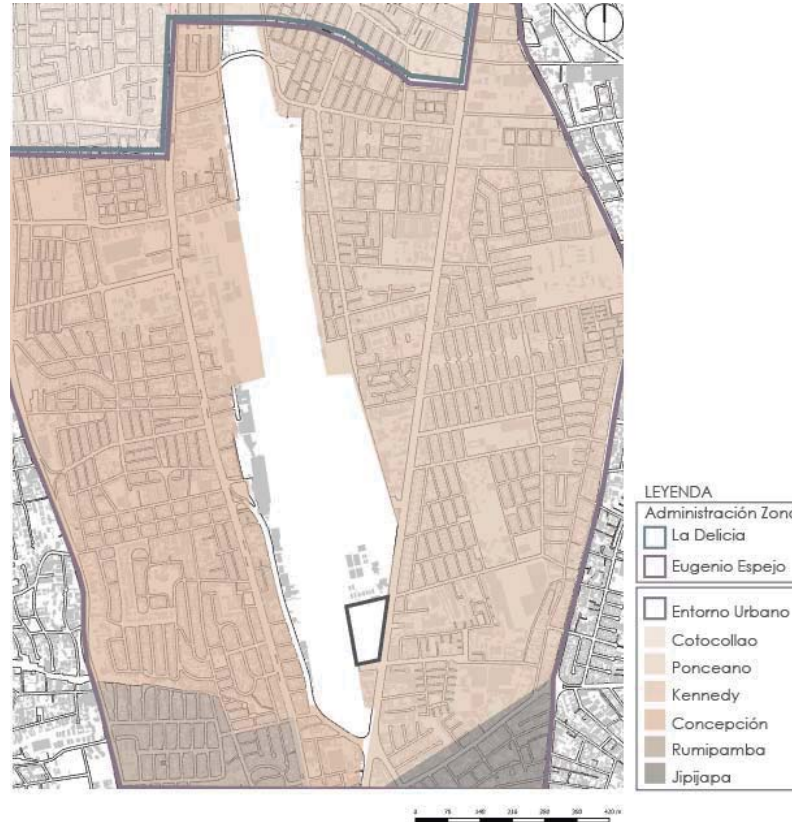 LEYENDA
Administración Zona
La Delicia
Eugenio Espejo
Entorno Urbano
Cotocollao
Ponceano
Kennedy
Concepción
Rumipamba
Jipijapa